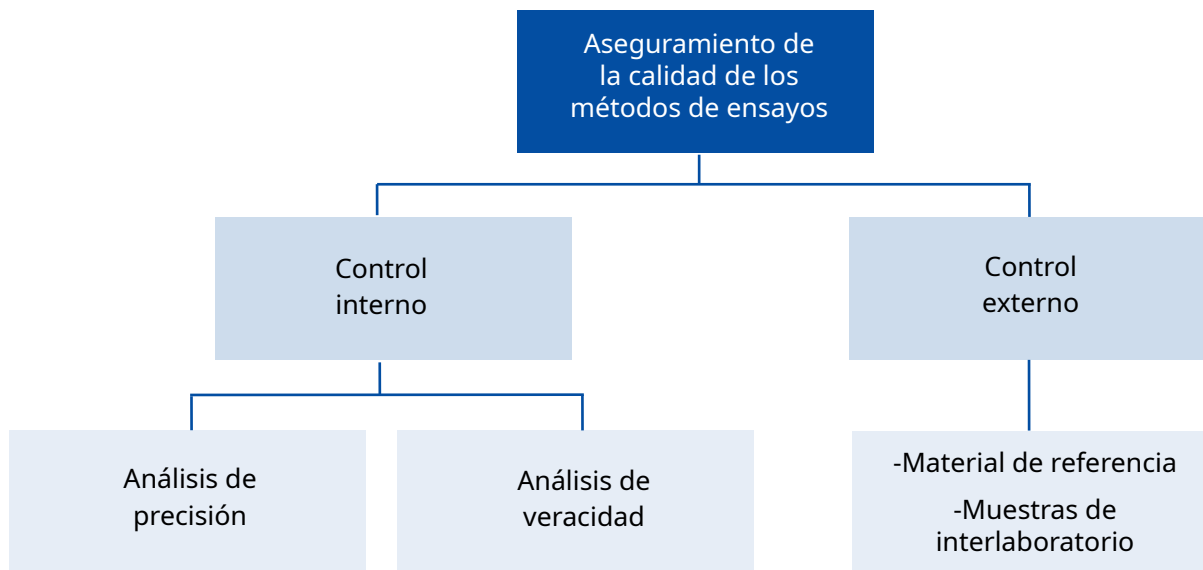 Aseguramiento de
la calidad de los
métodos de ensayos
Control
interno
Control
externo
Análisis de
precisión
Análisis de
veracidad
-Material de referencia
-Muestras de
interlaboratorio